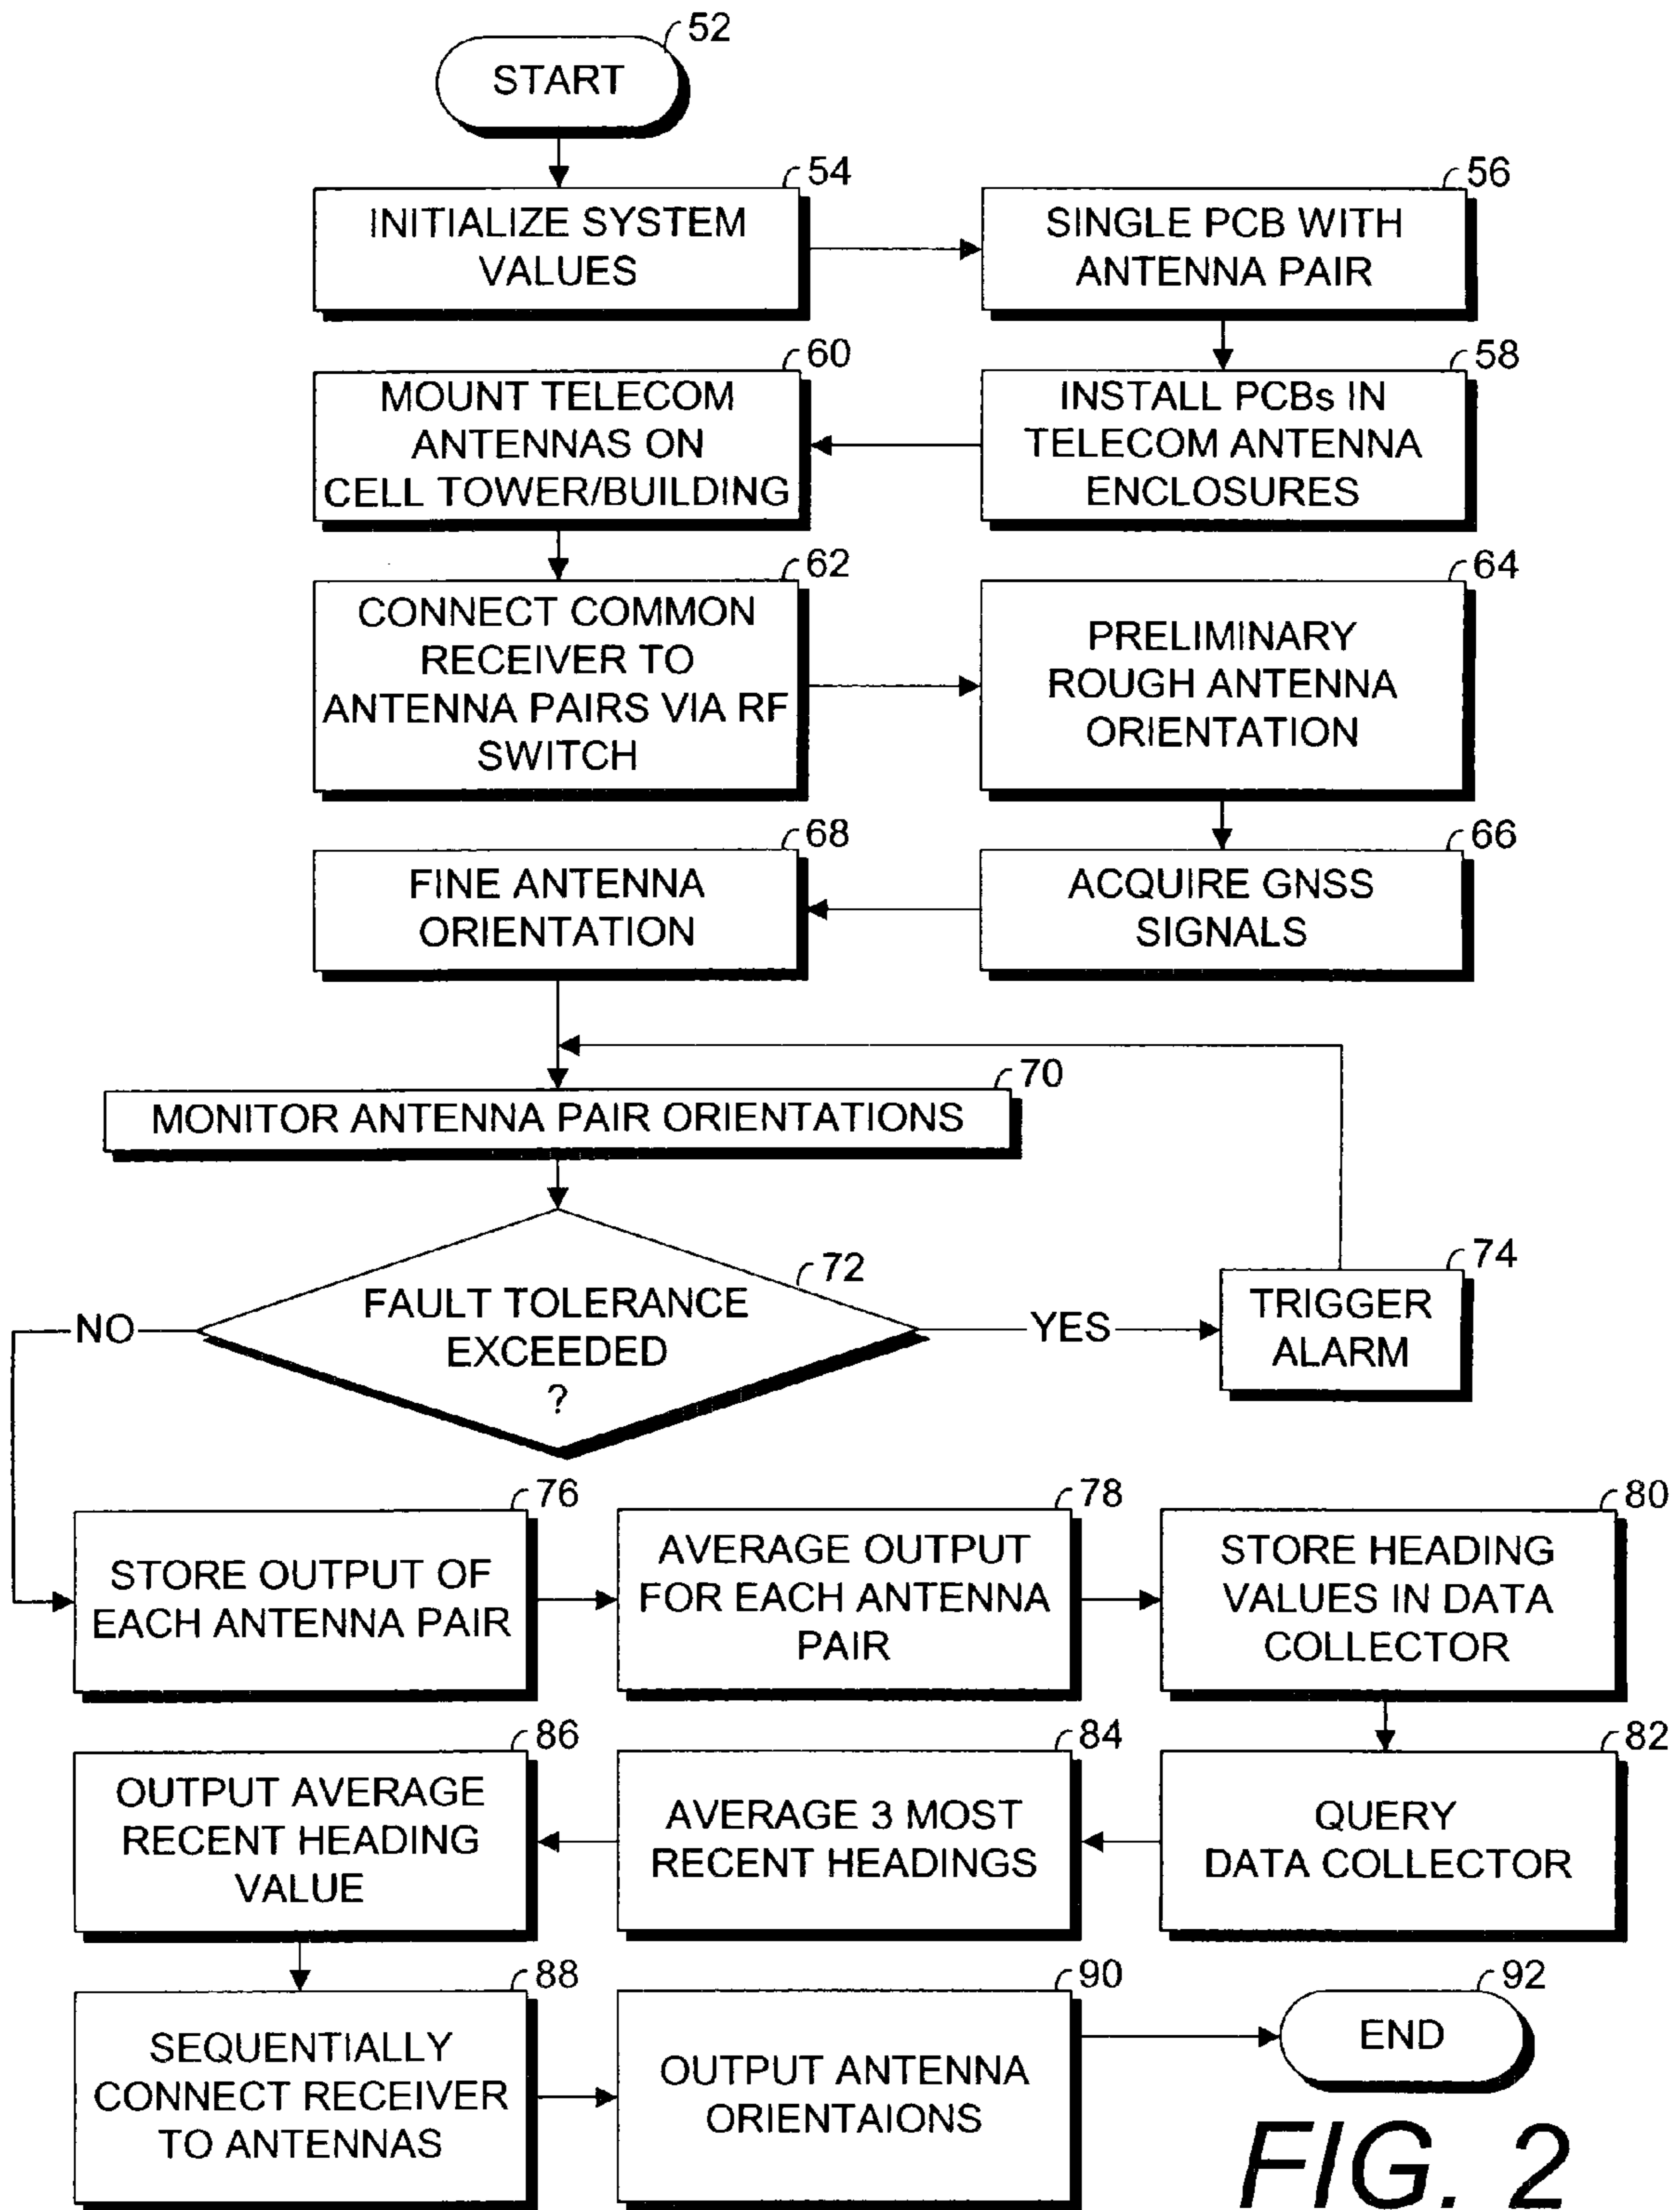 52
START
54
INITIALIZE SYSTEM
VALUES
56
SINGLE PCB WITH
ANTENNA PAIR
58
INSTALL PCBs IN
TELECOM ANTENNA
ENCLOSURES
60
MOUNT TELECOM
ANTENNAS ON
CELL TOWER/BUILDING
62
CONNECT COMMON
RECEIVER TO
ANTENNA PAIRS VIA RF
SWITCH
64
PRELIMINARY
ROUGH ANTENNA
ORIENTATION
66
ACQUIRE GNSS
SIGNALS
68
FINE ANTENNA
ORIENTATION
70
MONITOR ANTENNA PAIR ORIENTATIONS
72
FAULT TOLERANCE
EXCEEDED
?
NO
YES
74
TRIGGER
ALARM
76
STORE OUTPUT OF
EACH ANTENNA PAIR
78
AVERAGE OUTPUT
FOR EACH ANTENNA
PAIR
80
STORE HEADING
VALUES IN DATA
COLLECTOR
82
QUERY
DATA COLLECTOR
84
AVERAGE 3 MOST
RECENT HEADINGS
86
OUTPUT AVERAGE
RECENT HEADING
VALUE
88
SEQUENTIALLY
CONNECT RECEIVER
TO ANTENNAS
90
OUTPUT ANTENNA
ORIENTAIONS
92
END
FIG. 2